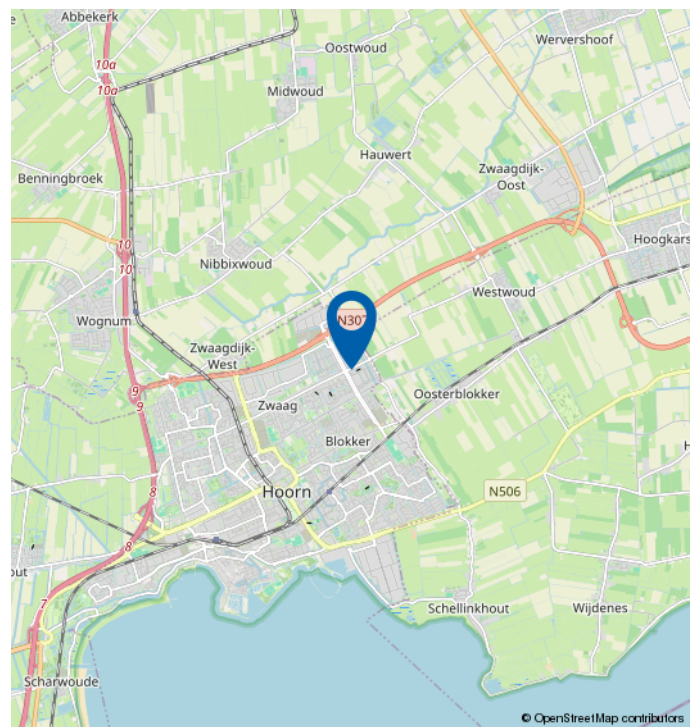 Abbekerk
Wervershoof
Oostwoud
10a
10a
Midwoud
Hauwert
Zwaagdijk-
Oost
Benningbroek
10
10
Nibbixwoud
Hoogkars
Westwoud
Wognum
N307
Zwaagdijk-
West
9
9
Oosterblokker
Zwaag
Blokker
8
Hoorn
N506
8
out
7
Schellinkhout
Wijdenes
Scharwoude
© OpenStreetMap contributors